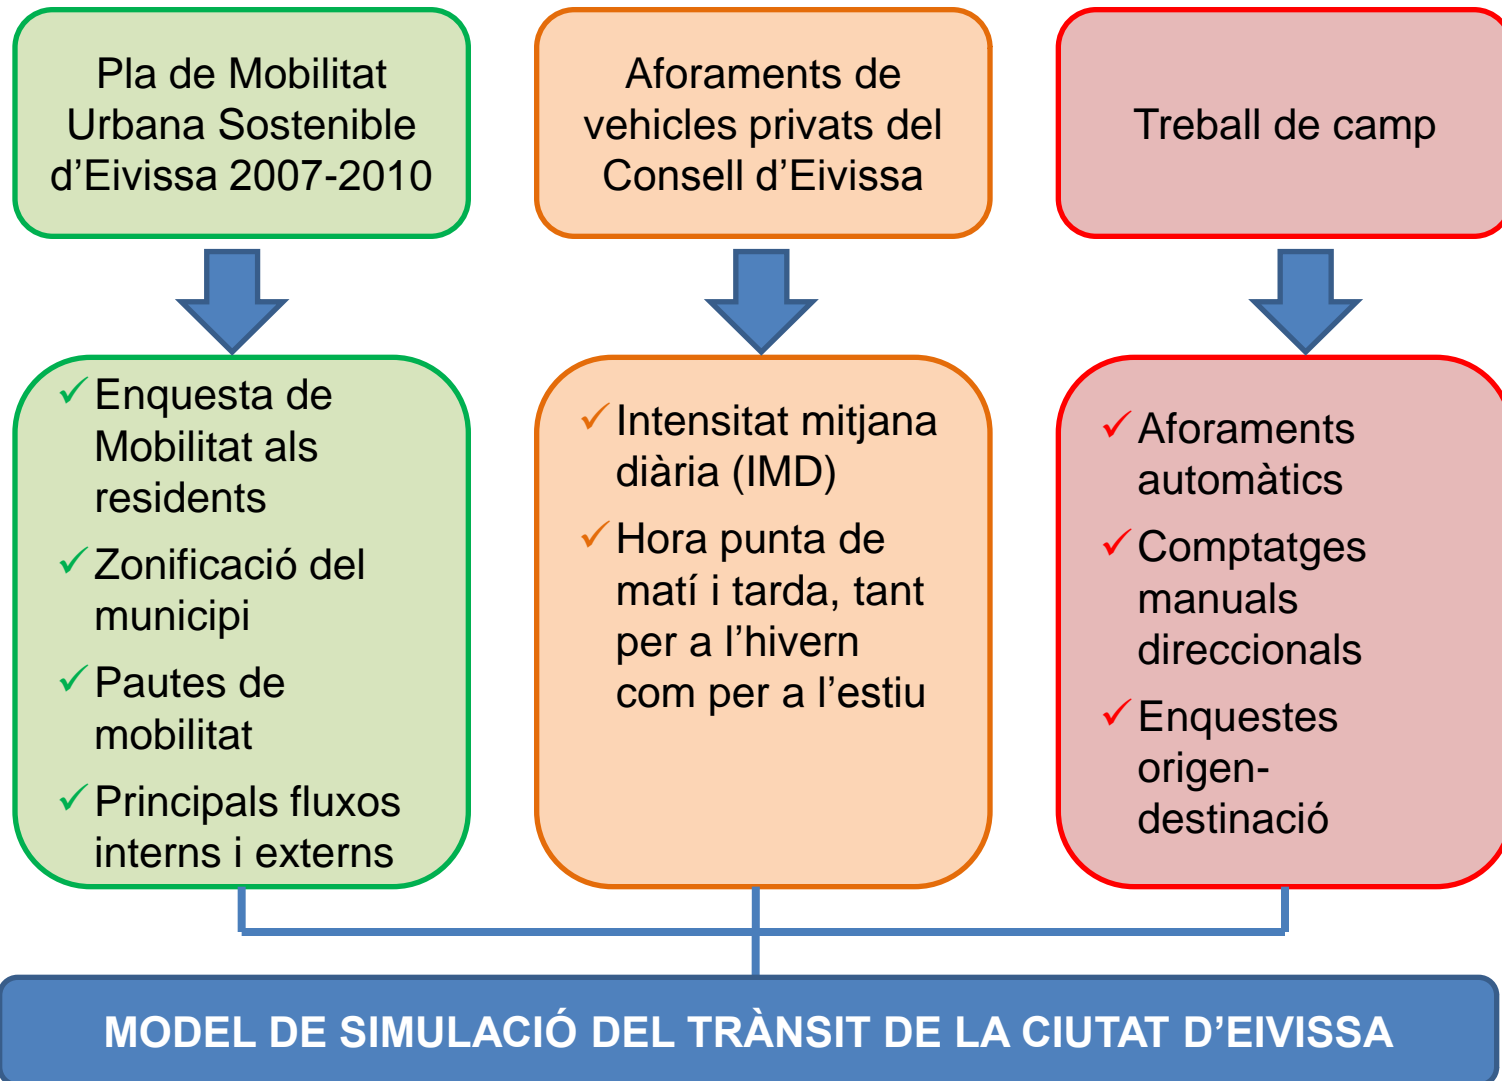 Pla de Mobilitat
Urbana Sostenible
d’Eivissa 2007-2010
Aforaments de
vehicles privats del
Consell d’Eivissa
Treball de camp
Enquesta de
Mobilitat als
residents
Zonificació del
municipi
Pautes de
mobilitat
Principals fluxos
interns i externs
Intensitat mitjana
diària (IMD)
Hora punta de
matí i tarda, tant
per a l’hivern
com per a l’estiu
Aforaments
automàtics
Comptatges
manuals
direccionals
Enquestes
origen-
destinació
MODEL DE SIMULACIÓ DEL TRÀNSIT DE LA CIUTAT D’EIVISSA